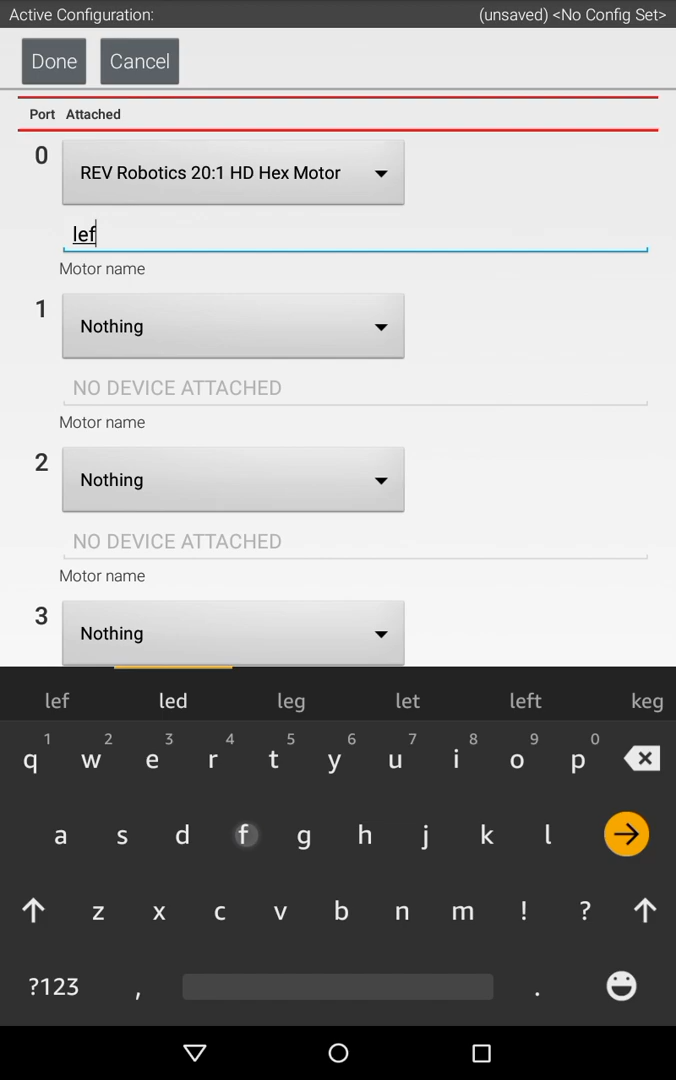 Active Configuration: (unsaved) <No Config Set>
Done Cancel
Port Attached
0 REV Robotics 20:1 HD Hex Motor
lef
Motor name
1 Nothing
NO DEVICE ATTACHED
Motor name
2 Nothing
NO DEVICE ATTACHED
Motor name
3 Nothing
lef led leg let left keg
1 2 3 4 5 6 7 8 9 0
q w e r t y u i o p
a s d f g h j k l
z x c v b n m ! ?
?123 , .